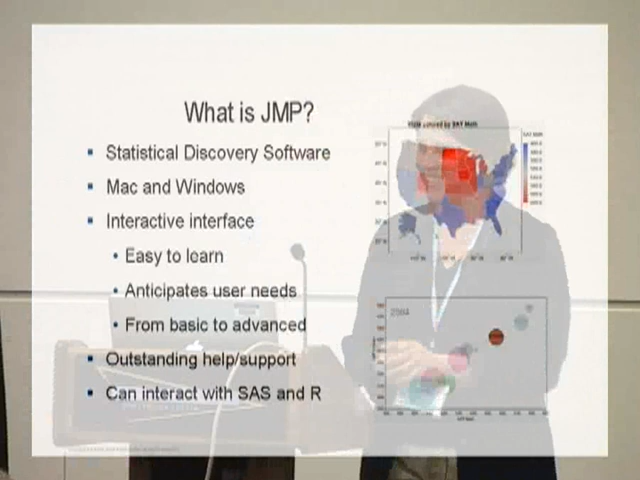 What is JMP?
Statistical Discovery Software
Mac and Windows
Interactive interface
Easy to learn
Anticipates user needs
From basic to advanced
Outstanding help/support
Can interact with SAS and R